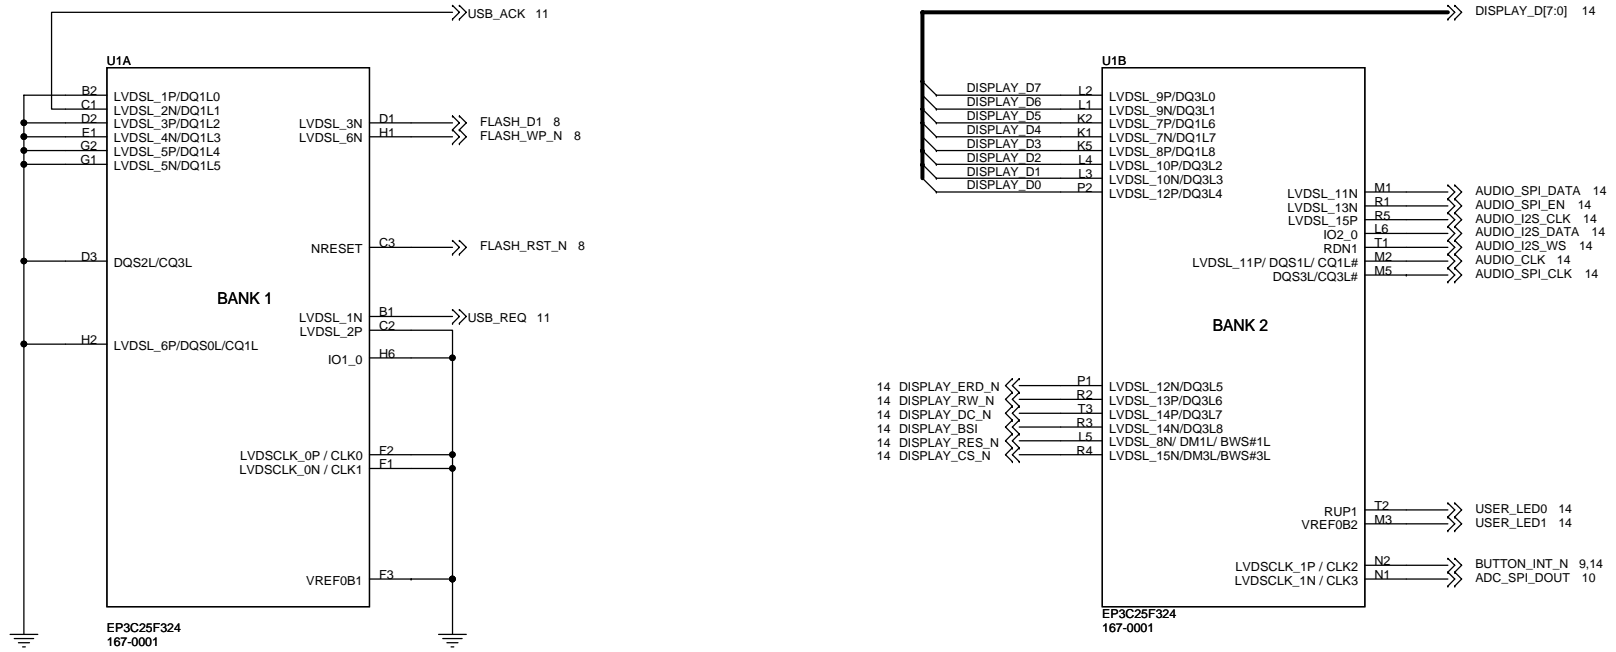 USB_ACK 11
DISPLAY_D[7:0] 14
U1A
B2 LVDSL_1P/DQ1L0
C1 LVDSL_2N/DQ1L1
D2 LVDSL_3P/DQ1L2
E1 LVDSL_4N/DQ1L3
G2 LVDSL_5P/DQ1L4
G1 LVDSL_5N/DQ1L5
LVDSL_3N D1 FLASH_D1 8
LVDSL_6N H1 FLASH_WP_N 8
NRESET C3 FLASH_RST_N 8
D3 DQS2L/CQ3L
BANK 1
LVDSL_1N B1 USB_REQ 11
LVDSL_2P C2
H2 LVDSL_6P/DQS0L/CQ1L
IO1_0 H6
LVDSCLK_0P / CLK0 F2
LVDSCLK_0N / CLK1 F1
VREF0B1 F3
EP3C25F324
167-0001
U1B
DISPLAY_D7 L2 LVDSL_9P/DQ3L0
DISPLAY_D6 L1 LVDSL_9N/DQ3L1
DISPLAY_D5 K2 LVDSL_7P/DQ1L6
DISPLAY_D4 K1 LVDSL_7N/DQ1L7
DISPLAY_D3 K5 LVDSL_8P/DQ1L8
DISPLAY_D2 L4 LVDSL_10P/DQ3L2
DISPLAY_D1 L3 LVDSL_10N/DQ3L3
DISPLAY_D0 P2 LVDSL_12P/DQ3L4
LVDSL_11N M1 AUDIO_SPI_DATA 14
LVDSL_13N R1 AUDIO_SPI_EN 14
LVDSL_15P R5 AUDIO_I2S_CLK 14
IO2_0 L6 AUDIO_I2S_DATA 14
RDN1 T1 AUDIO_I2S_WS 14
LVDSL_11P/ DQS1L/ CQ1L# M2 AUDIO_CLK 14
DQS3L/CQ3L# M5 AUDIO_SPI_CLK 14
BANK 2
14 DISPLAY_ERD_N P1 LVDSL_12N/DQ3L5
14 DISPLAY_RW_N R2 LVDSL_13P/DQ3L6
14 DISPLAY_DC_N T3 LVDSL_14P/DQ3L7
14 DISPLAY_BSI R3 LVDSL_14N/DQ3L8
14 DISPLAY_RES_N L5 LVDSL_8N/ DM1L/ BWS#1L
14 DISPLAY_CS_N R4 LVDSL_15N/DM3L/BWS#3L
RUP1 T2 USER_LED0 14
VREF0B2 M3 USER_LED1 14
LVDSCLK_1P / CLK2 N2 BUTTON_INT_N 9,14
LVDSCLK_1N / CLK3 N1 ADC_SPI_DOUT 10
EP3C25F324
167-0001